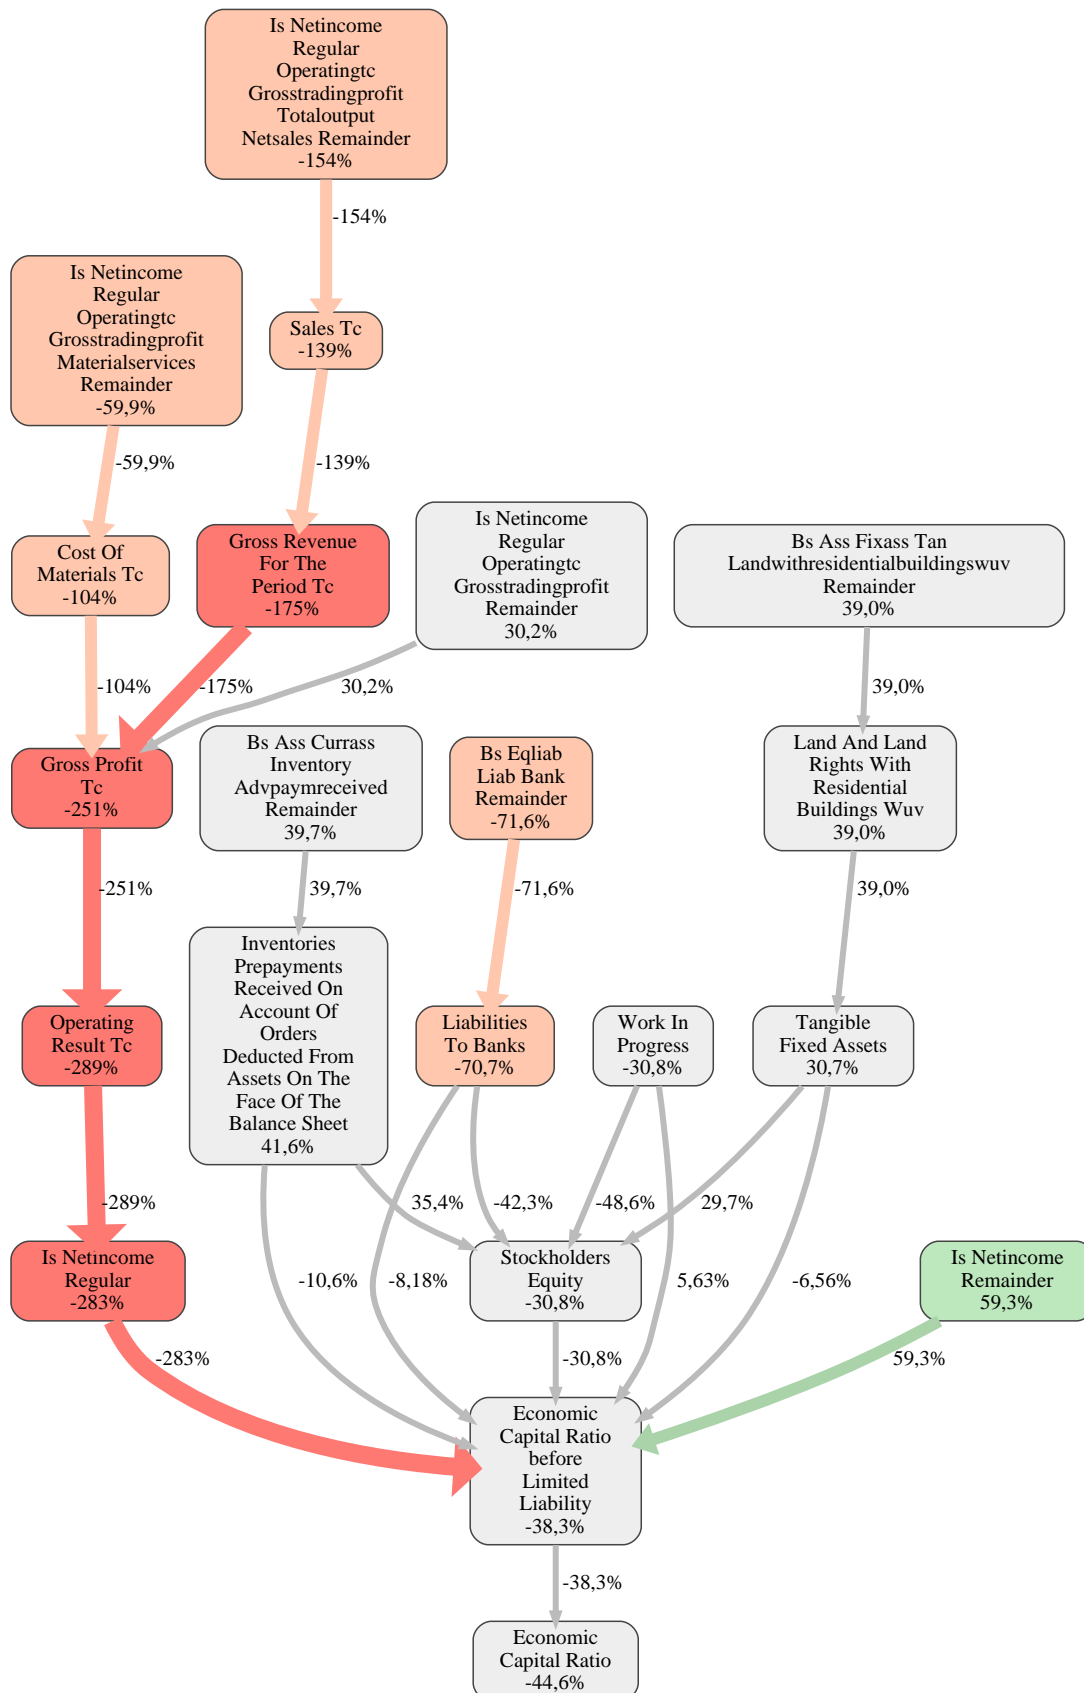 Is Netincome
Regular
Operatingtc
Grosstradingprofit
Totaloutput
Netsales Remainder
-154%
-154%
Is Netincome
Regular
Operatingtc
Grosstradingprofit
Materialservices
Remainder
-59,9%
Sales Tc
-139%
-59,9%
-139%
Cost Of
Materials Tc
-104%
Gross Revenue
For The
Period Tc
-175%
Is Netincome
Regular
Operatingtc
Grosstradingprofit
Remainder
30,2%
Bs Ass Fixass Tan
Landwithresidentialbuildingswuv
Remainder
39,0%
-104%
-175%
30,2%
39,0%
Gross Profit
Tc
-251%
Bs Ass Currass
Inventory
Advpaymreceived
Remainder
39,7%
Bs Eqliab
Liab Bank
Remainder
-71,6%
Land And Land
Rights With
Residential
Buildings Wuv
39,0%
-251%
39,7%
-71,6%
39,0%
Operating
Result Tc
-289%
Inventories
Prepayments
Received On
Account Of
Orders
Deducted From
Assets On The
Face Of The
Balance Sheet
41,6%
Liabilities
To Banks
-70,7%
Work In
Progress
-30,8%
Tangible
Fixed Assets
30,7%
-289%
35,4%
-42,3%
-48,6%
29,7%
Is Netincome
Regular
-283%
-10,6%
-8,18%
Stockholders
Equity
-30,8%
5,63%
-6,56%
Is Netincome
Remainder
59,3%
-283%
-30,8%
59,3%
Economic
Capital Ratio
before
Limited
Liability
-38,3%
-38,3%
Economic
Capital Ratio
-44,6%